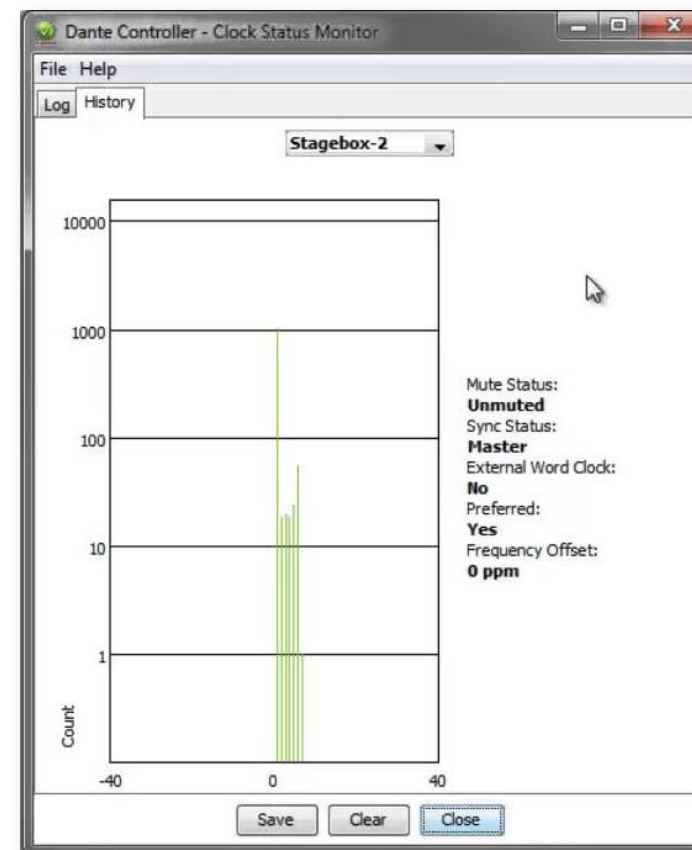 Dante Controller - Clock Status Monitor
File Help
Log History
Stagebox-2
10000
1000
100
10
1
Count
-40 0 40
Mute Status:
Unmuted
Sync Status:
Master
External Word Clock:
No
Preferred:
Yes
Frequency Offset:
0 ppm
Save Clear Close